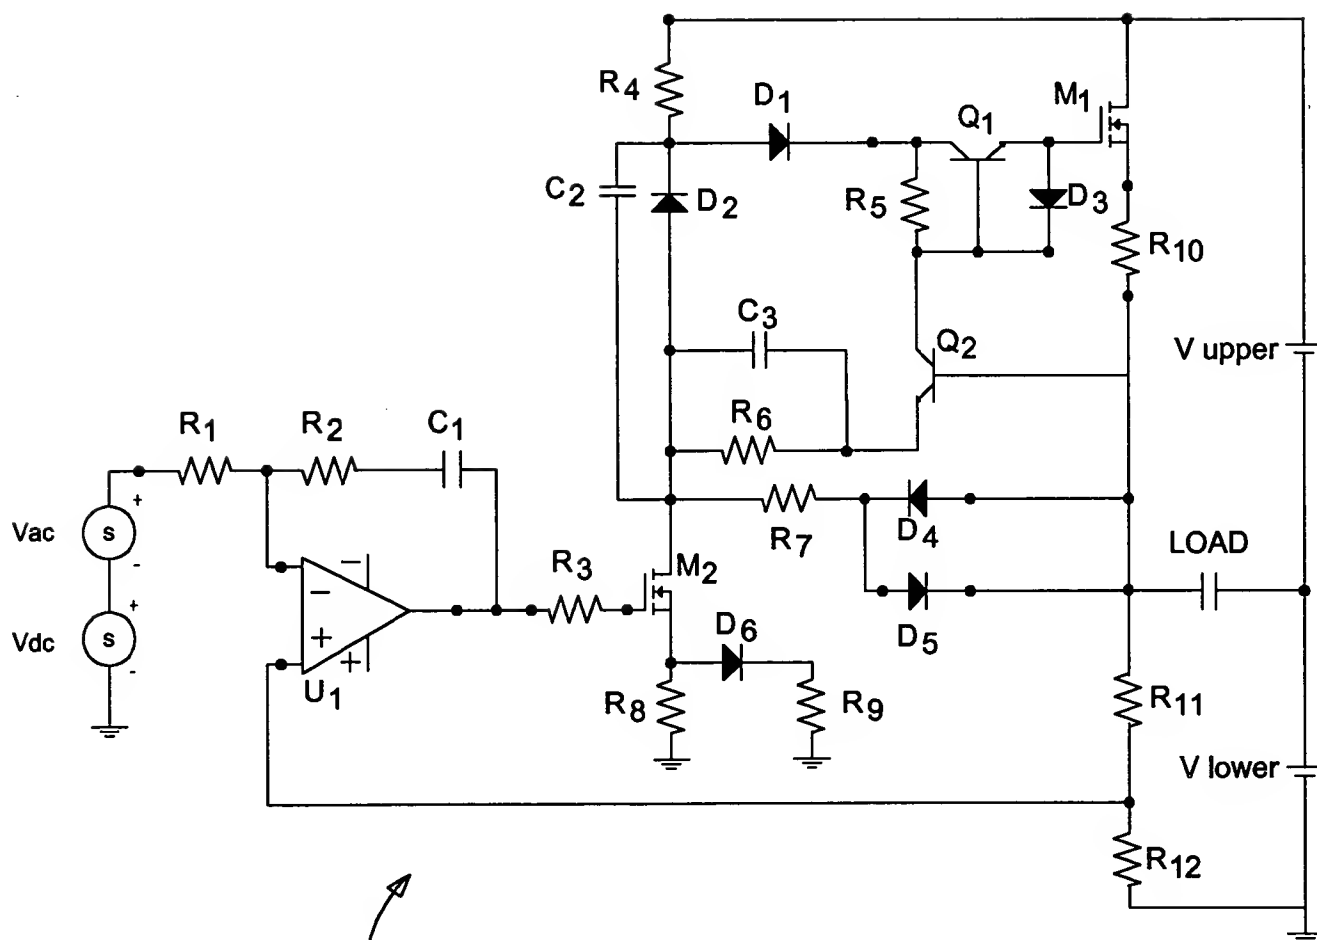 R4
D1
M1
Q1
C2
D2
R5
D3
R10
C3
Q2
V upper
R6
R1
R2
C1
D4
R7
LOAD
Vac
+
s
-
R3
M2
D5
Vdc
+
s
-
−
−
+
+
U1
D6
R8
R9
R11
V lower
R12